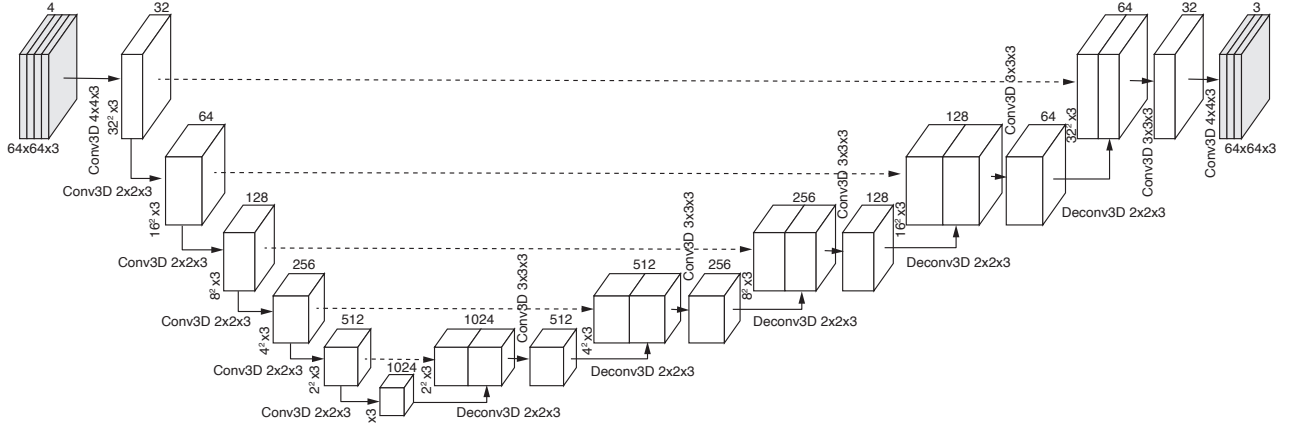 4
64x64x3
Conv3D 4x4x3
32
32² x3
Conv3D 2x2x3
64
16² x3
Conv3D 2x2x3
128
8² x3
Conv3D 2x2x3
256
4² x3
Conv3D 2x2x3
512
2² x3
Conv3D 2x2x3
1024
x3
Deconv3D 2x2x3
1024
2² x3
Conv3D 3x3x3
512
Deconv3D 2x2x3
512
4² x3
Conv3D 3x3x3
256
Deconv3D 2x2x3
256
8² x3
Conv3D 3x3x3
128
Deconv3D 2x2x3
128
16² x3
Conv3D 3x3x3
64
Deconv3D 2x2x3
64
32² x3
Conv3D 3x3x3
32
Conv3D 4x4x3
3
64x64x3